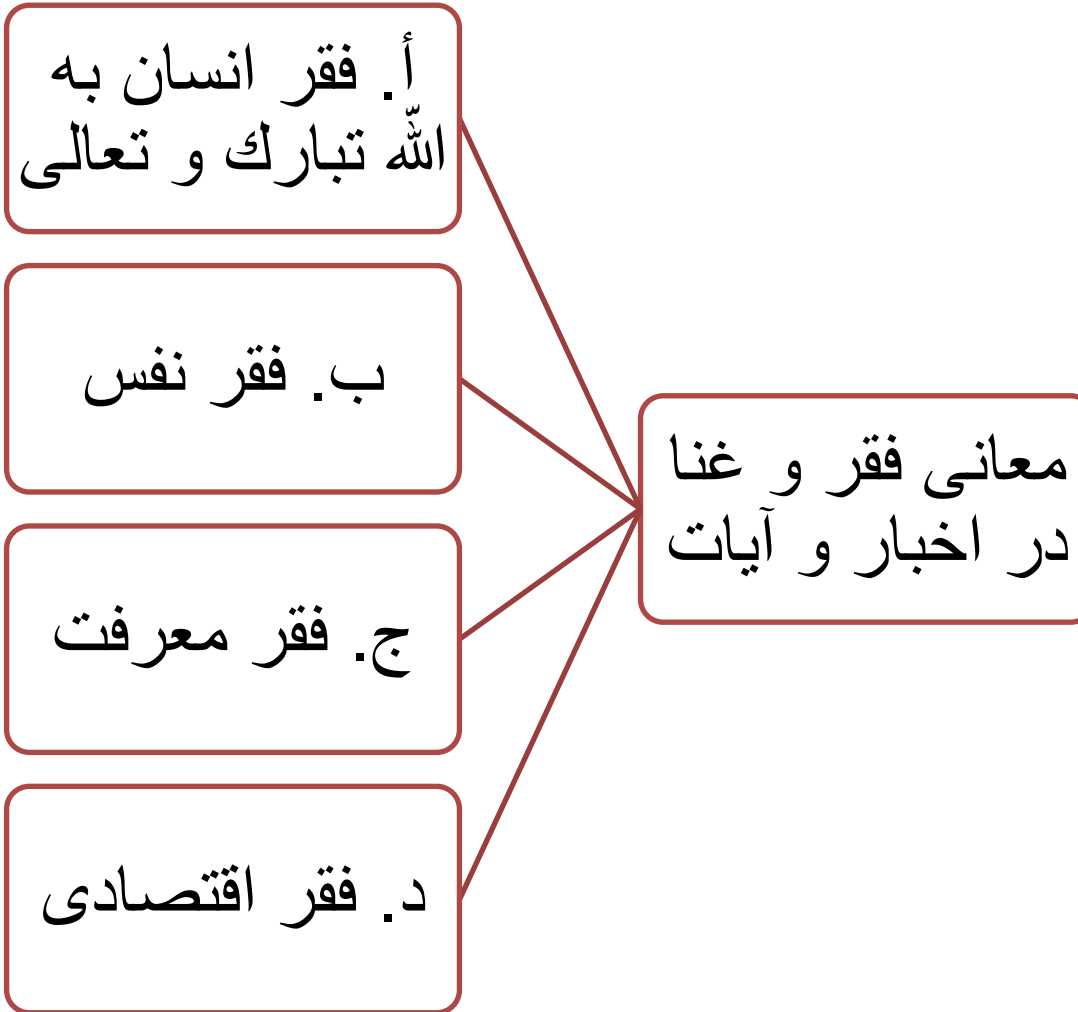 معانی فقر و غنا
در اخبار و آیات
أ. فقر انسان به
اللّه تبارك و تعالی
ب. فقر نفس
ج. فقر معرفت
د. فقر اقتصادی